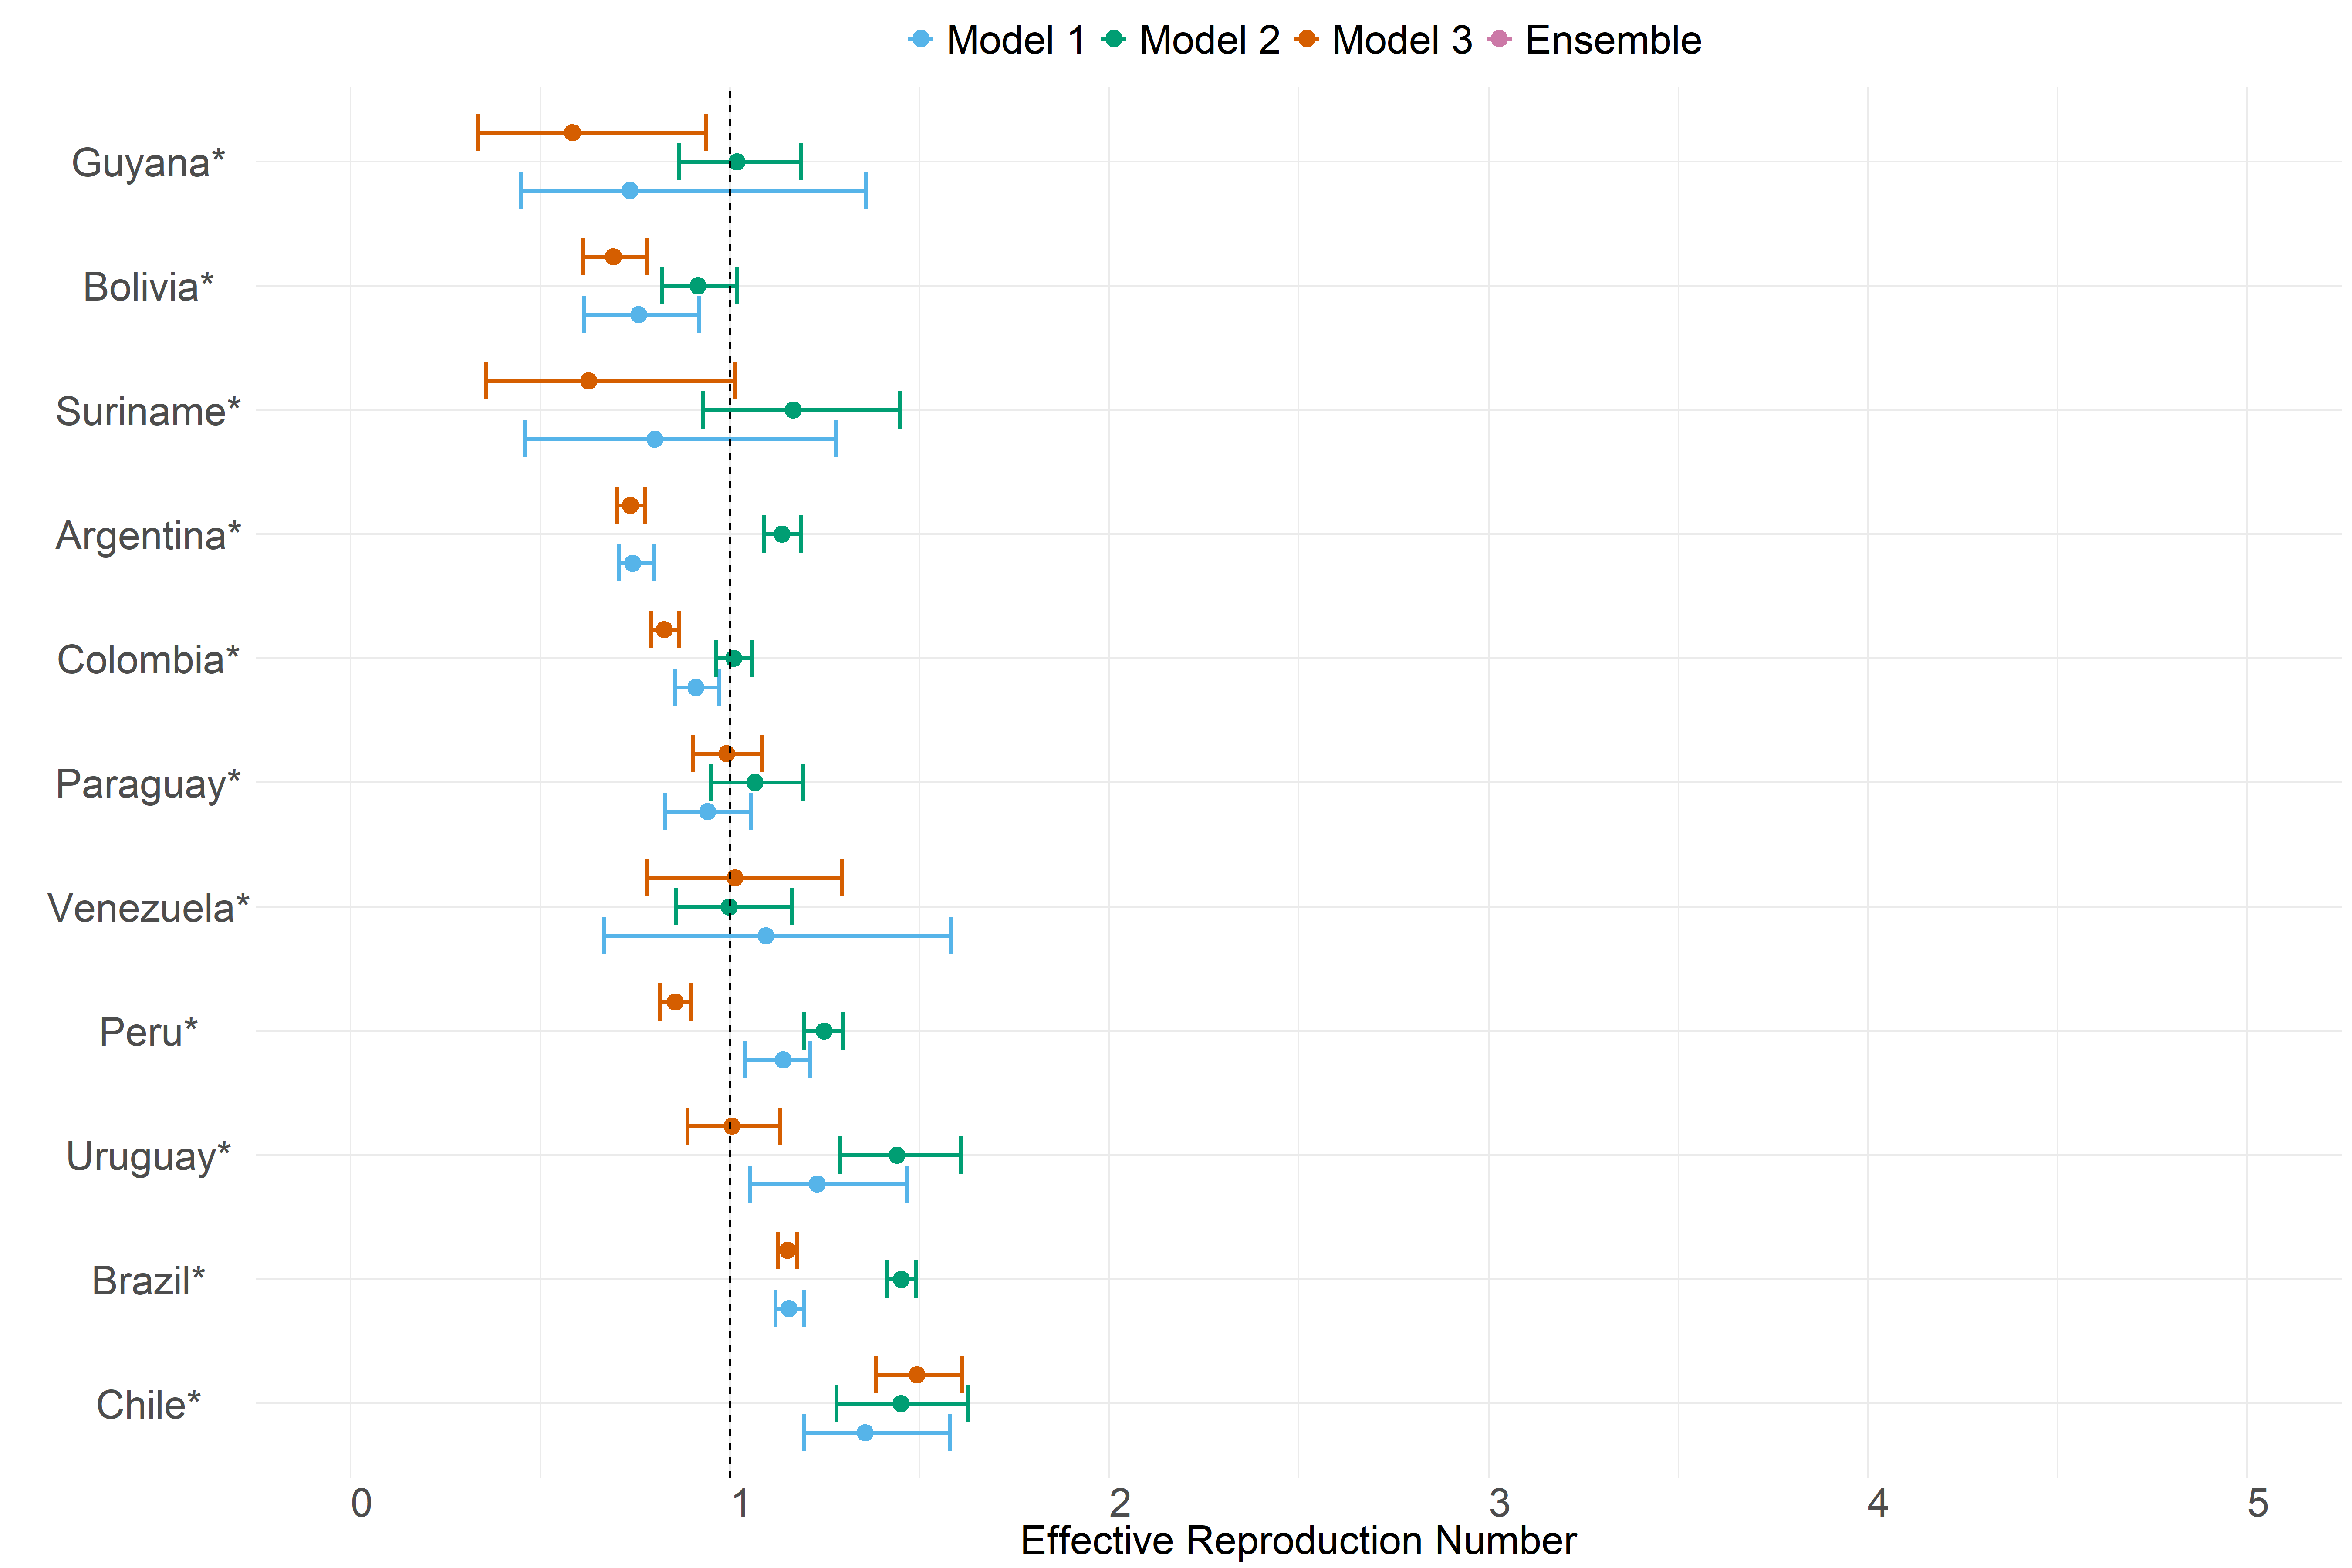 Model 1 Model 2 Model 3 Ensemble
Guyana*
Bolivia*
Suriname*
Argentina*
Colombia*
Paraguay*
Venezuela*
Peru*
Uruguay*
Brazil*
Chile*
0 1 2 3 4 5
Effective Reproduction Number